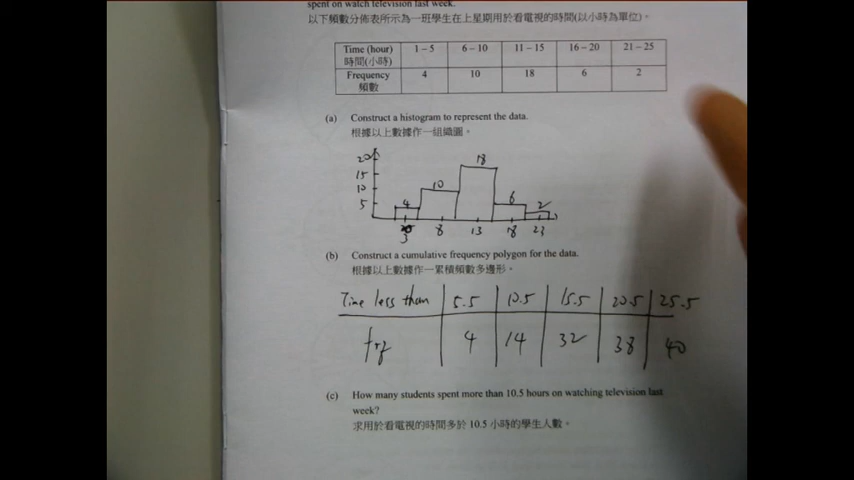 spent on watch television last week.
以下頻數分佈表所示為一班學生在上星期用於看電視的時間(以小時為單位)。
Time (hour) 1 – 5 6 – 10 11 – 15 16 – 20 21 – 25
時間(小時)
Frequency 4 10 18 6 2
頻數
(a) Construct a histogram to represent the data.
根據以上數據作一組織圖。
20 18
15
10 10
5 4 6 2
3 8 13 18 23
(b) Construct a cumulative frequency polygon for the data.
根據以上數據作一累積頻數多邊形。
Time less than 5.5 10.5 15.5 20.5 25.5
frq 4 14 32 38 40
(c) How many students spent more than 10.5 hours on watching television last
week?
求用於看電視的時間多於 10.5 小時的學生人數。